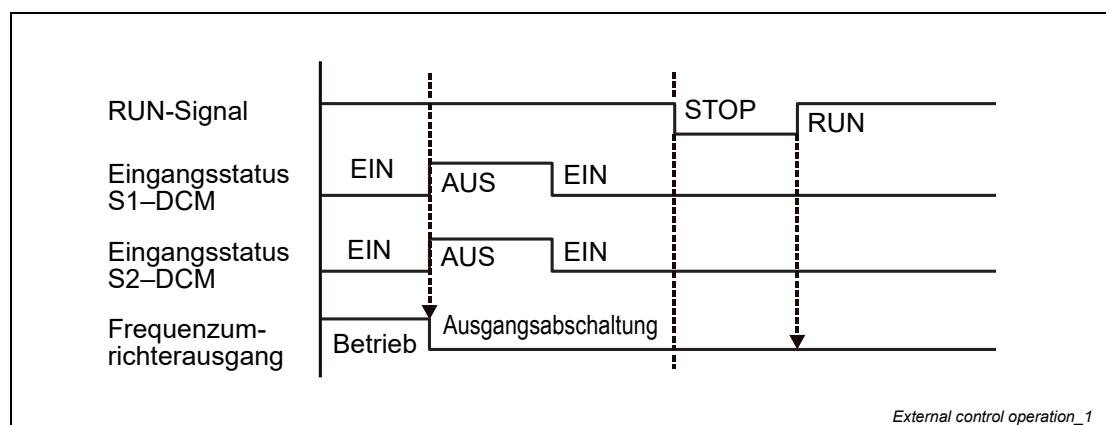 RUN-Signal
STOP
RUN
Eingangsstatus
S1–DCM
EIN
AUS
EIN
Eingangsstatus
S2–DCM
EIN
AUS
EIN
Frequenzum-
richterausgang
Betrieb
Ausgangsabschaltung
External control operation_1